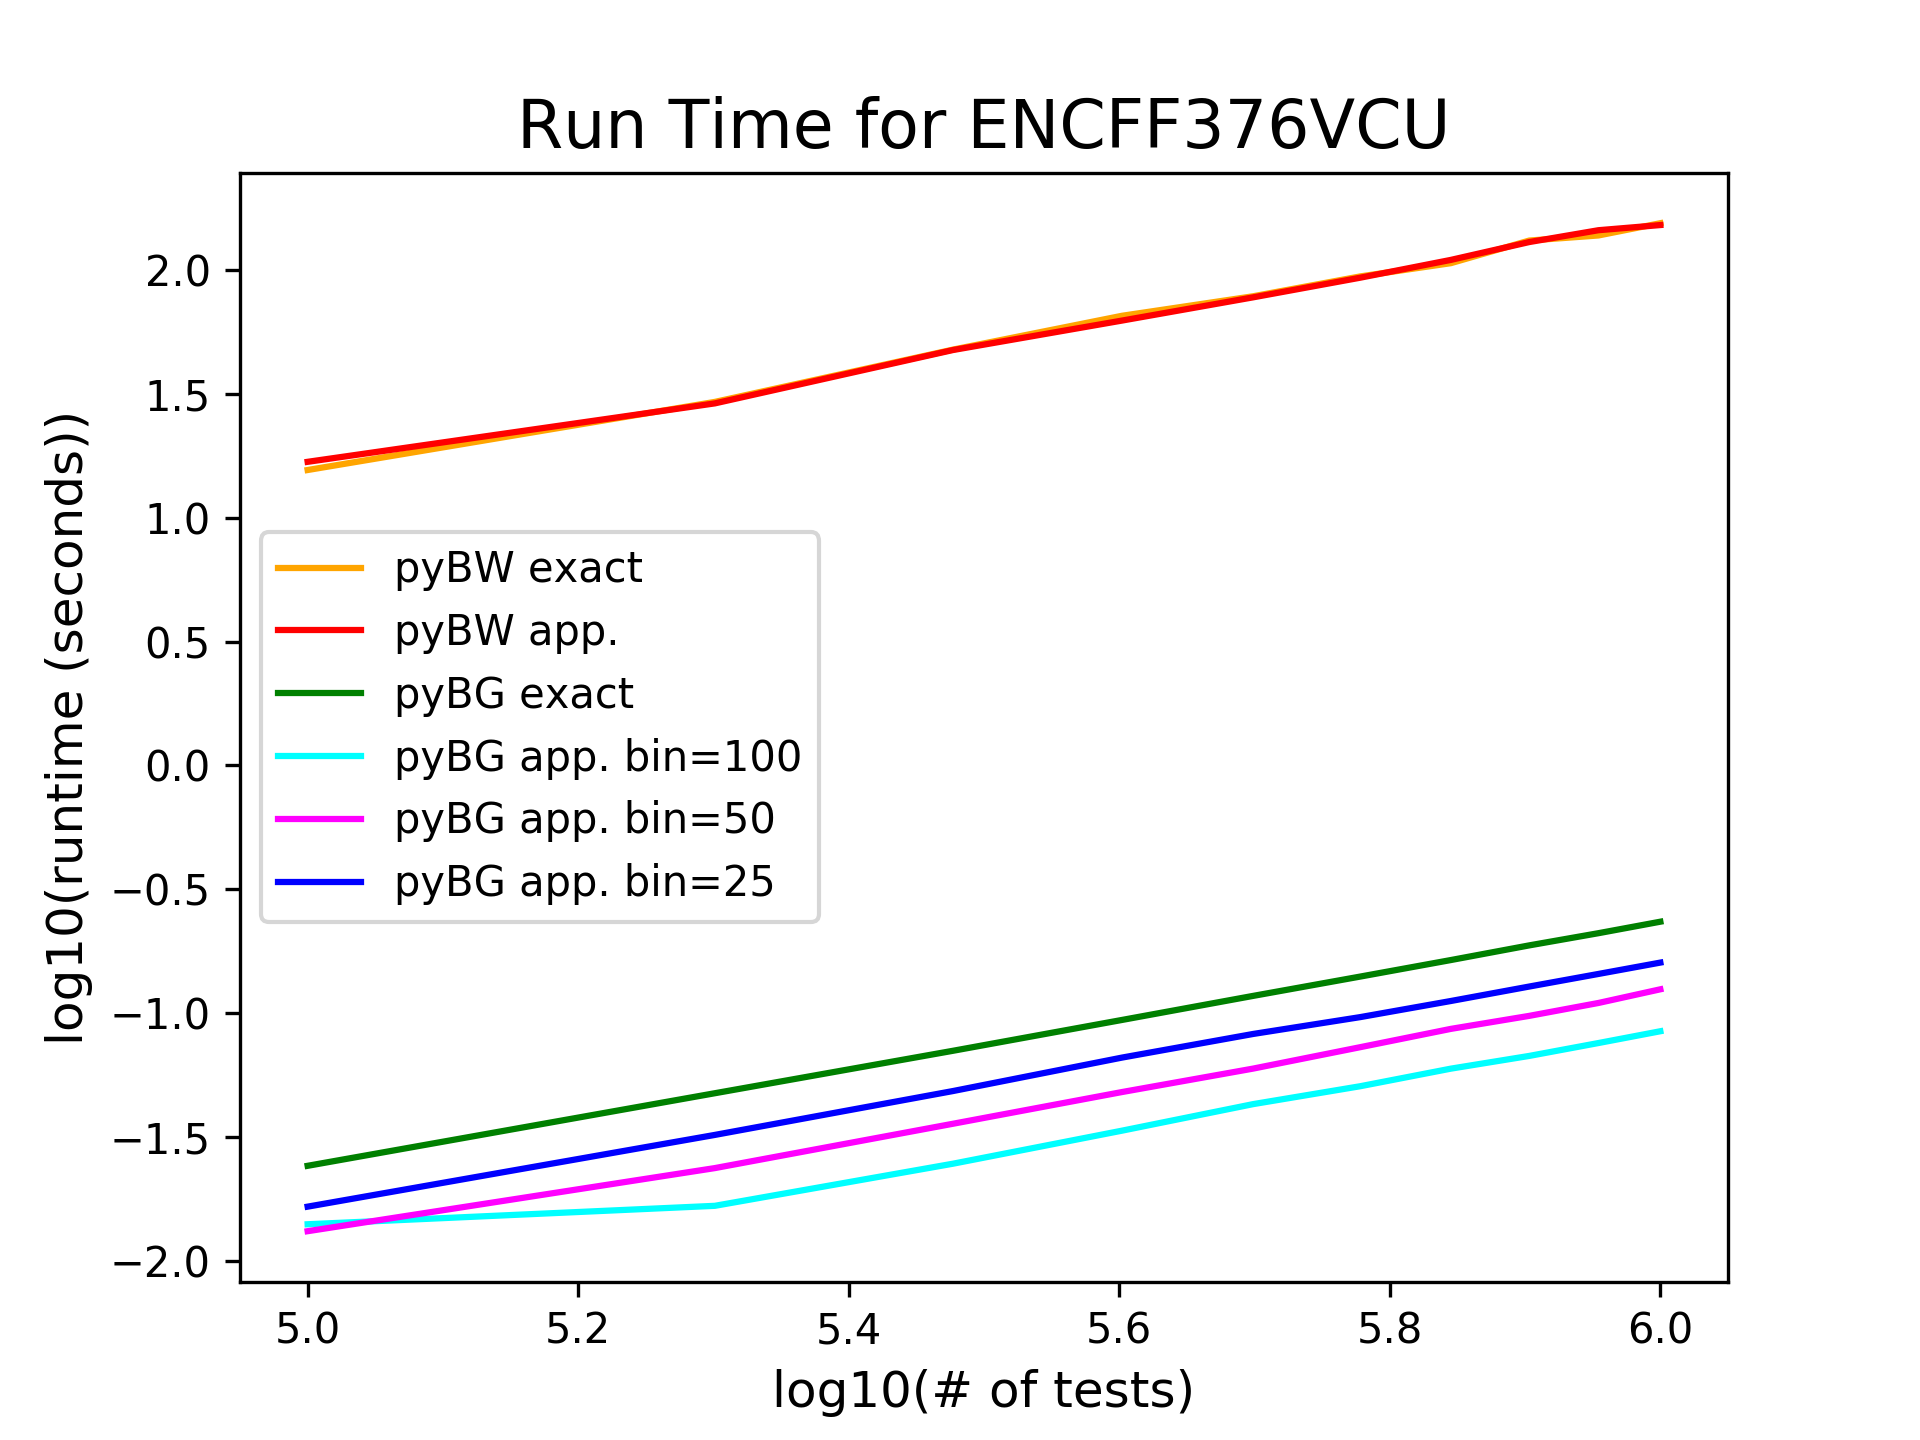 Run Time for ENCFF376VCU
log10(runtime (seconds))
2.0
1.5
1.0
0.5
0.0
−0.5
−1.0
−1.5
−2.0
pyBW exact
pyBW app.
pyBG exact
pyBG app. bin=100
pyBG app. bin=50
pyBG app. bin=25
5.0 5.2 5.4 5.6 5.8 6.0
log10(# of tests)